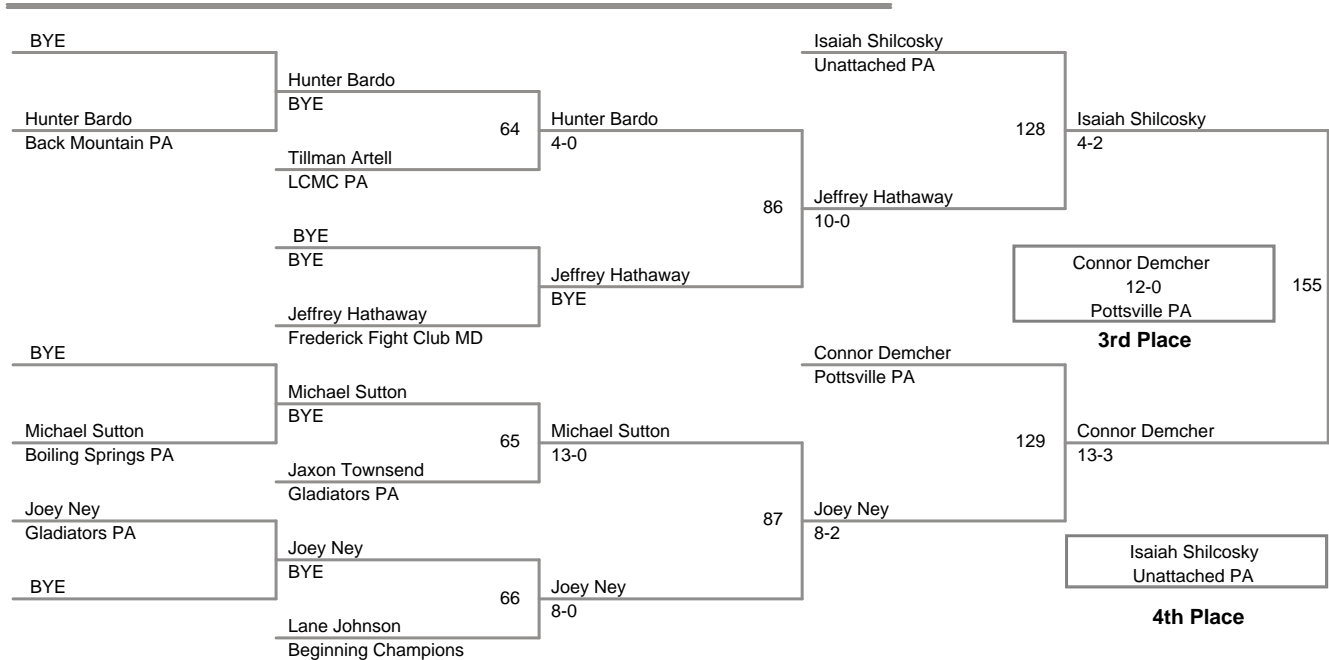 BYE
Hunter Bardo
Back Mountain PA
Hunter Bardo
BYE
64
Tillman Artell
LCMC PA
Hunter Bardo
4-0
BYE
BYE
Jeffrey Hathaway
Frederick Fight Club MD
Jeffrey Hathaway
BYE
86
Isaiah Shilcosky
Unattached PA
Jeffrey Hathaway
10-0
128
Isaiah Shilcosky
4-2
Connor Demcher
12-0
Pottsville PA
3rd Place
155
BYE
Michael Sutton
Boiling Springs PA
Michael Sutton
BYE
65
Jaxon Townsend
Gladiators PA
Michael Sutton
13-0
Joey Ney
Gladiators PA
BYE
Joey Ney
BYE
66
Lane Johnson
Beginning Champions
Joey Ney
8-0
87
Connor Demcher
Pottsville PA
Joey Ney
8-2
129
Connor Demcher
13-3
Isaiah Shilcosky
Unattached PA
4th Place